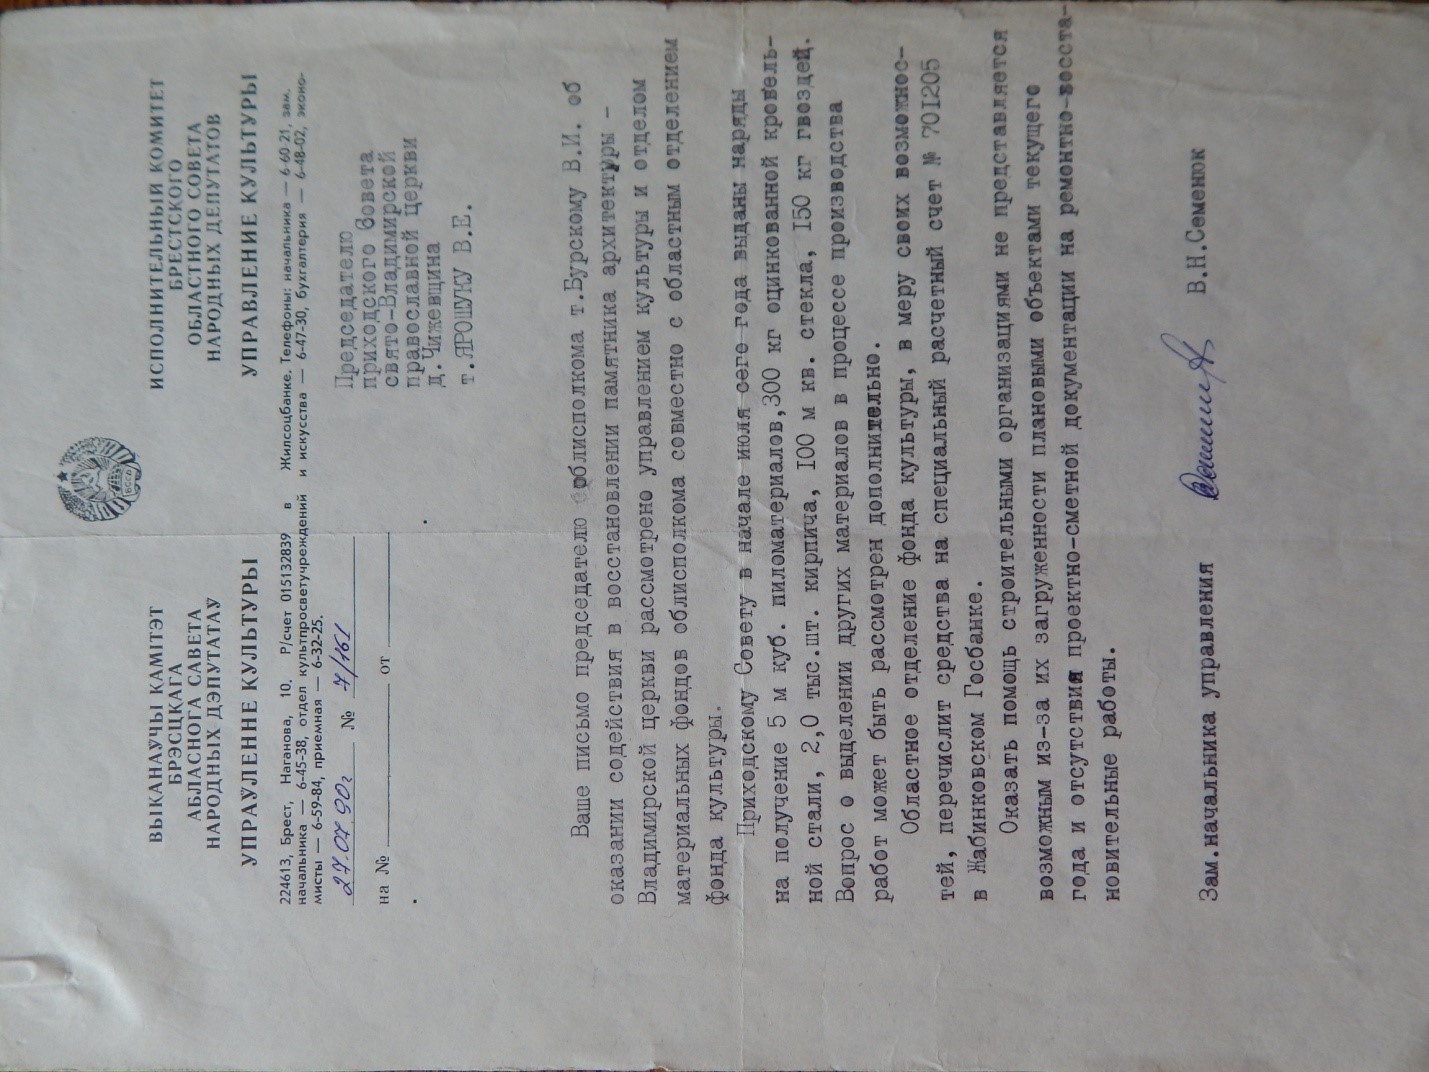 БССР
ВЫКАНАЎЧЫ КАМІТЭТ
БРЭСЦКАГА
АБЛАСНОГА САВЕТА
НАРОДНЫХ ДЭПУТАТАЎ
УПРАЎЛЕННЕ КУЛЬТУРЫ
ИСПОЛНИТЕЛЬНЫЙ КОМИТЕТ
БРЕСТСКОГО
ОБЛАСТНОГО СОВЕТА
НАРОДНЫХ ДЕПУТАТОВ
УПРАВЛЕНИЕ КУЛЬТУРЫ
224613, Брест, Наганова, 10. Р/счет 015132839 в Жилсоцбанке. Телефоны: начальника — 6-60-21, зам.
начальника — 6-45-38, отдел культпросветучреждений и искусства — 6-47-30, бухгалтерия — 6-48-02, эконо-
мисты — 6-59-84, приемная — 6-32-25.
27.07.90г № 7/161
на № от
Председателю
приходского Совета
свято-Владимирской
православной церкви
д.Чижевщина
т.ЯРОШУКУ В.Е.
Ваше письмо председателю облисполкома т.Бурскому В.И. об
оказании содействия в восстановлении памятника архитектуры -
Владимирской церкви рассмотрено управлением культуры и отделом
материальных фондов облисполкома совместно с областным отделением
фонда культуры.
Приходскому Совету в начале июля сего года выданы наряды
на получение 5 м куб. пиломатериалов,300 кг оцинкованной кровель-
ной стали, 2,0 тыс.шт. кирпича, 100 м кв. стекла, 150 кг гвоздей.
Вопрос о выделении других материалов в процессе производства
работ может быть рассмотрен дополнительно.
Областное отделение фонда культуры, в меру своих возможнос-
тей, перечислит средства на специальный расчетный счет № 701205
в Жабинковском Госбанке.
Оказать помощь строительными организациями не представляется
возможным из-за их загруженности плановыми объектами текущего
года и отсутствия проектно-сметной документации на ремонтно-восста-
новительные работы.
Зам.начальника управления В.Н.Семенюк